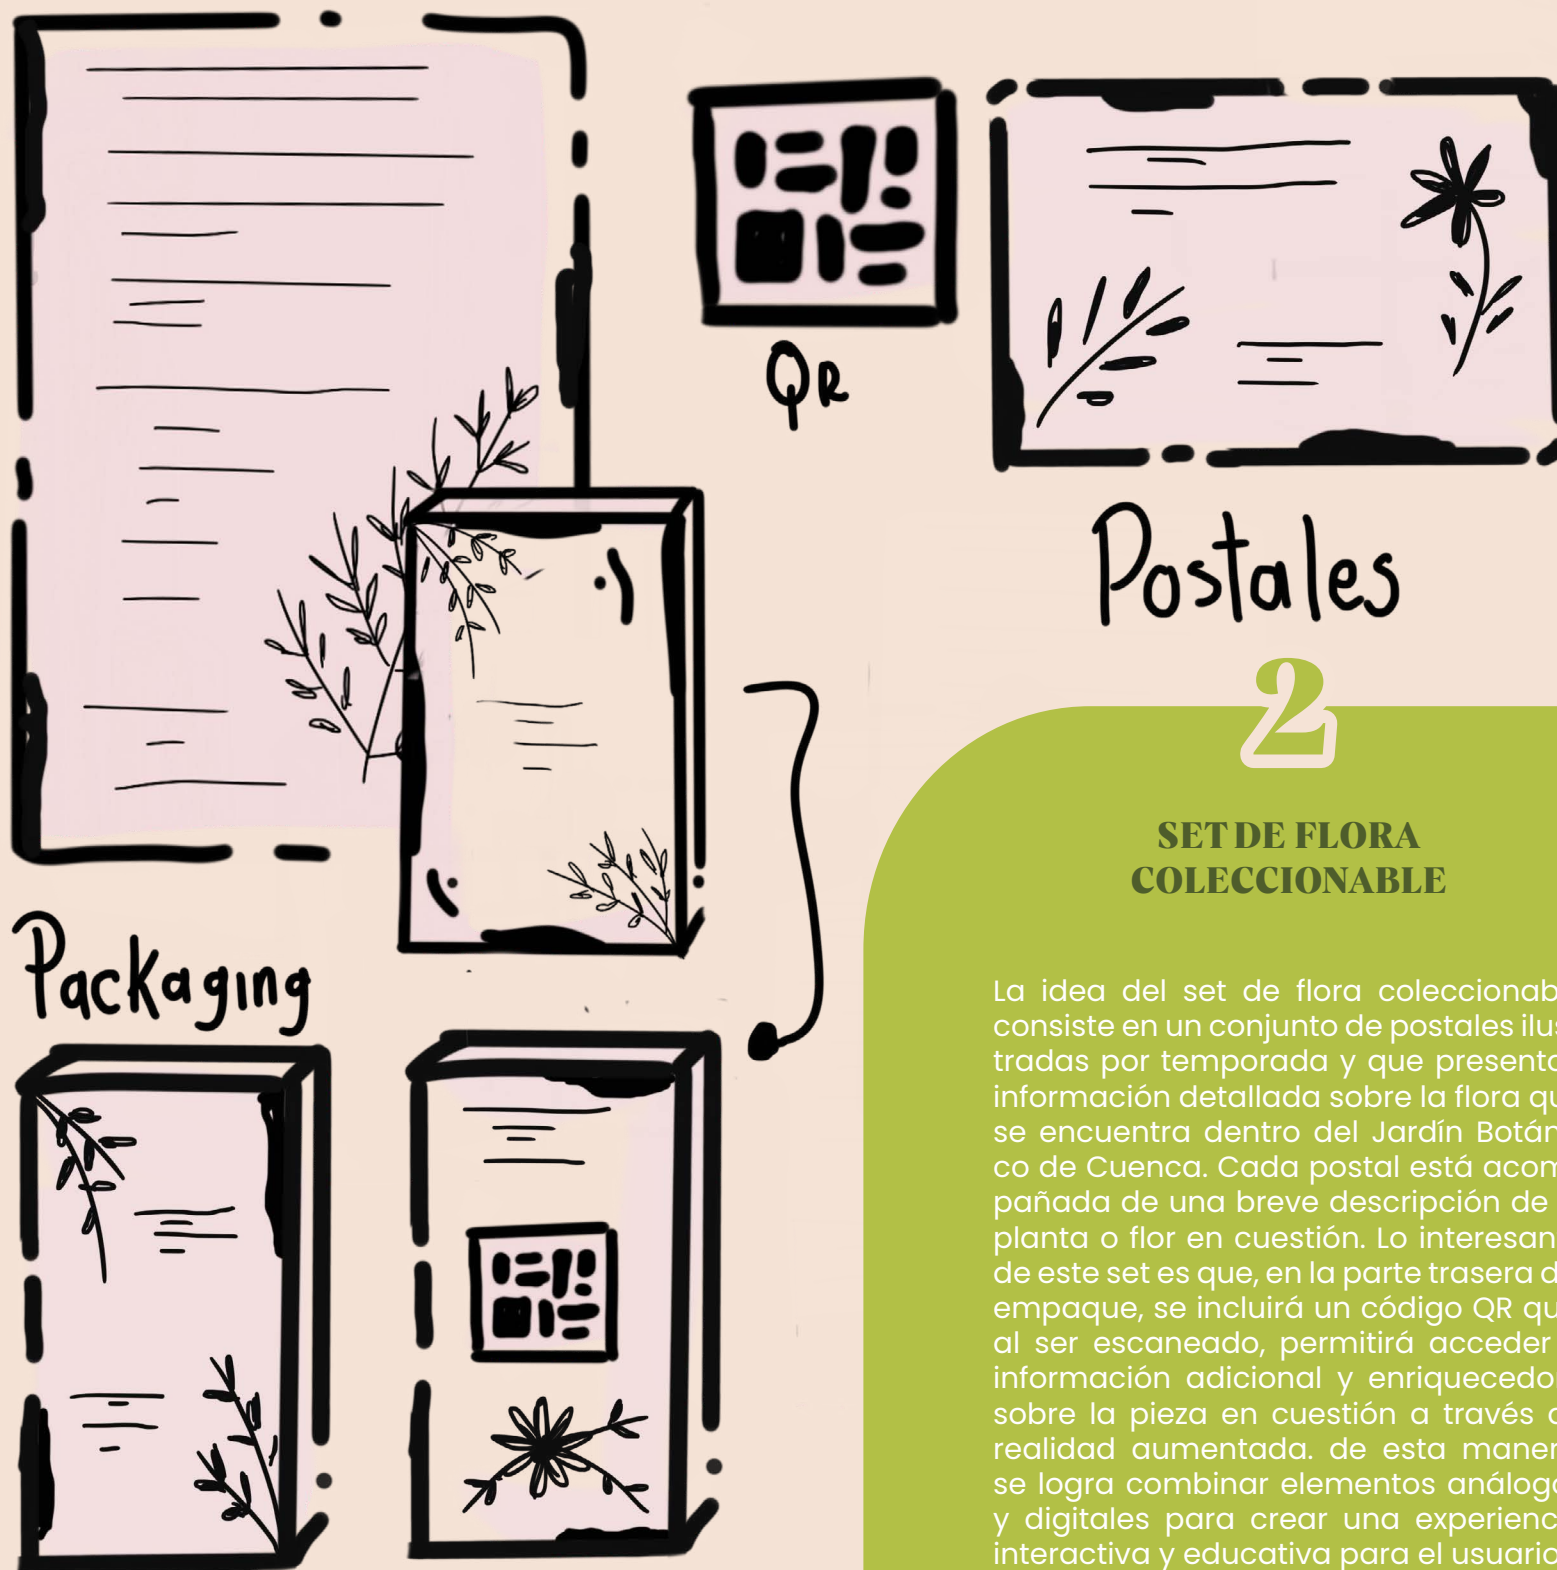 QR
Postales
Packaging
2
SET DE FLORA
COLECCIONABLE
La idea del set de flora coleccionab
consiste en un conjunto de postales ilus
tradas por temporada y que presenta
información detallada sobre la flora qu
se encuentra dentro del Jardín Botán
co de Cuenca. Cada postal está acom
pañada de una breve descripción de
planta o flor en cuestión. Lo interesan
de este set es que, en la parte trasera d
empaque, se incluirá un código QR qu
al ser escaneado, permitirá acceder
información adicional y enriquecedo
sobre la pieza en cuestión a través d
realidad aumentada. de esta maner
se logra combinar elementos análogo
y digitales para crear una experienc
interactiva y educativa para el usuario